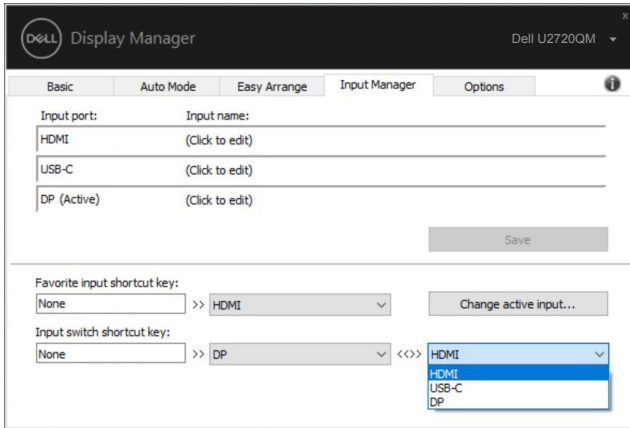 x
DELL Display Manager Dell U2720QM
Basic Auto Mode Easy Arrange Input Manager Options i
Input port: Input name:
HDMI (Click to edit)
USB-C (Click to edit)
DP (Active) (Click to edit)
Save
Favorite input shortcut key:
None >> HDMI Change active input...
Input switch shortcut key:
None >> DP <<>> HDMI
HDMI
USB-C
DP